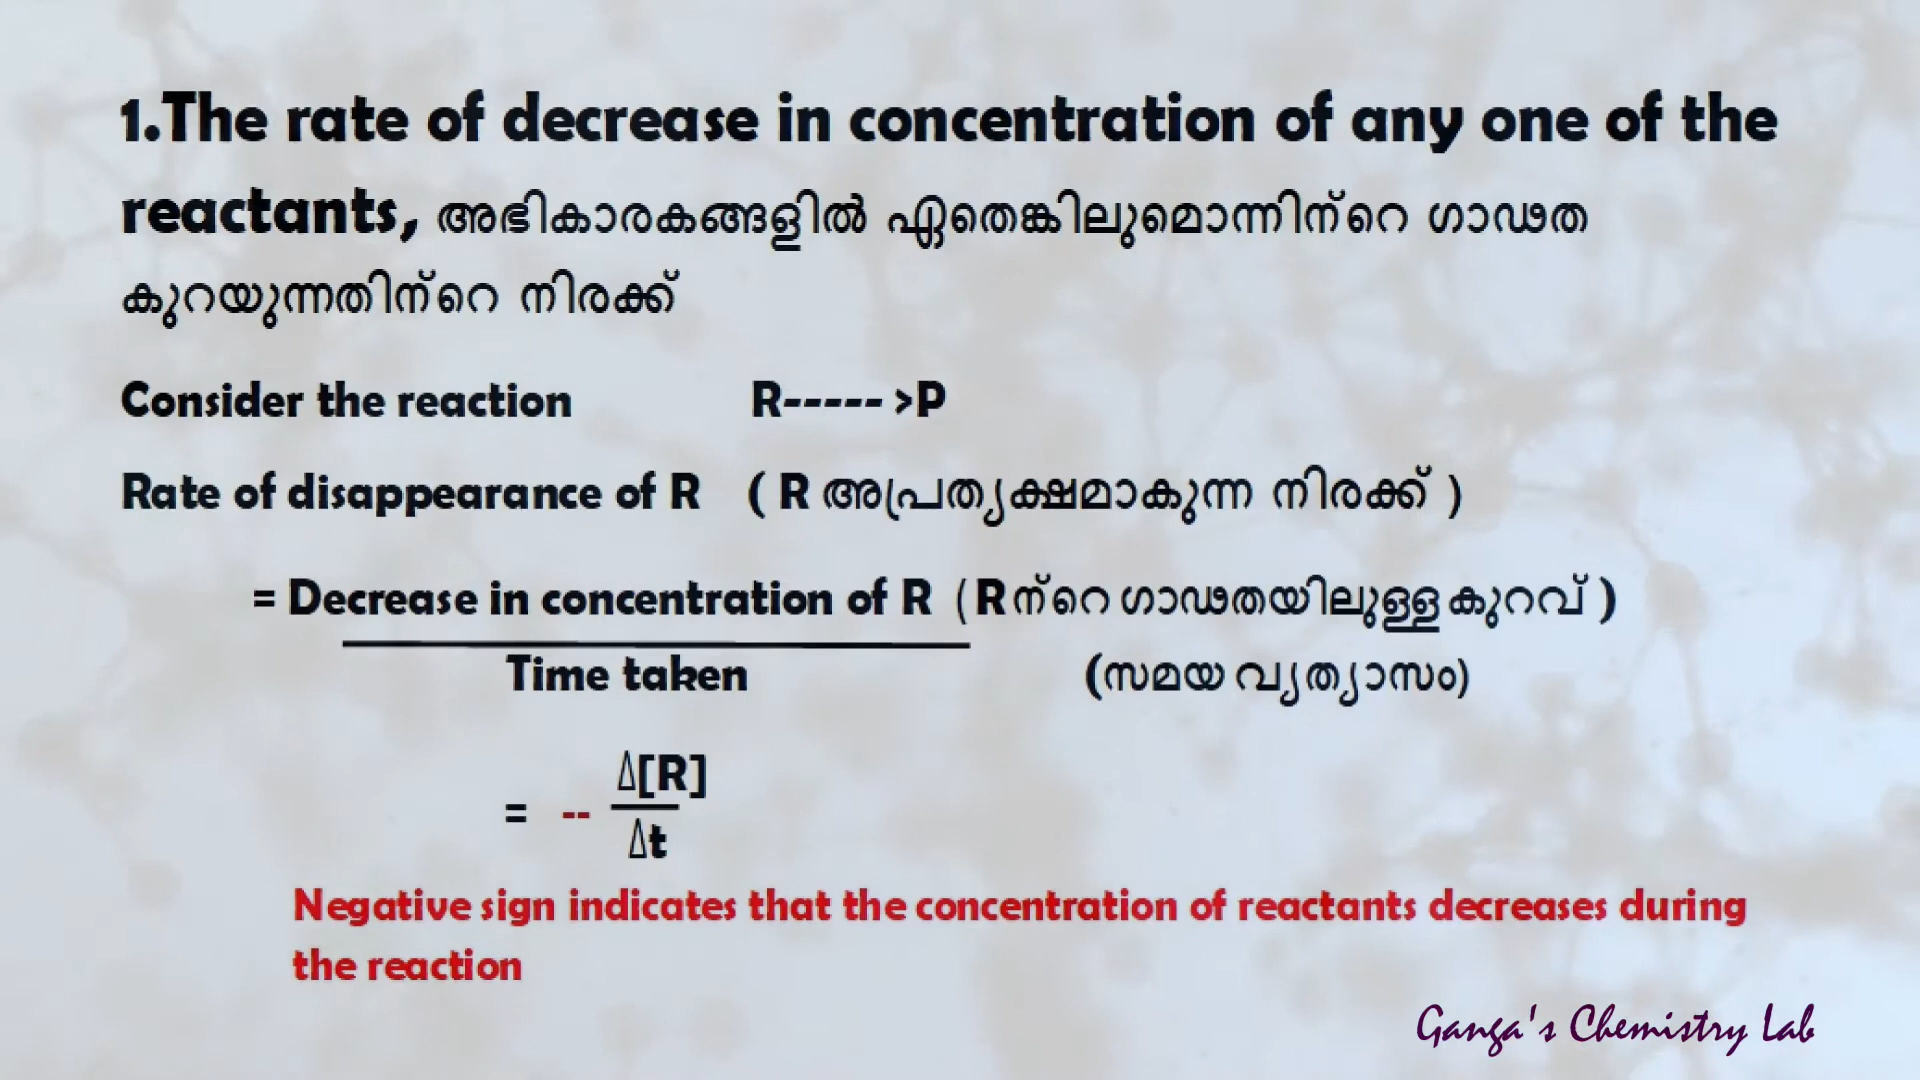 1.The rate of decrease in concentration of any one of the
reactants, അഭികാരകങ്ങളിൽ ഏതെങ്കിലുമൊന്നിന്റെ ഗാഢത
കുറയുന്നതിന്റെ നിരക്ക്
Consider the reaction R----->P
Rate of disappearance of R ( R അപ്രത്യക്ഷമാകുന്ന നിരക്ക് )
= Decrease in concentration of R ( R ന്റെ ഗാഢതയിലുള്ള കുറവ് )
Time taken (സമയ വ്യത്യാസം)
Δ[R]
= --
Δt
Negative sign indicates that the concentration of reactants decreases during
the reaction
Ganga's Chemistry Lab